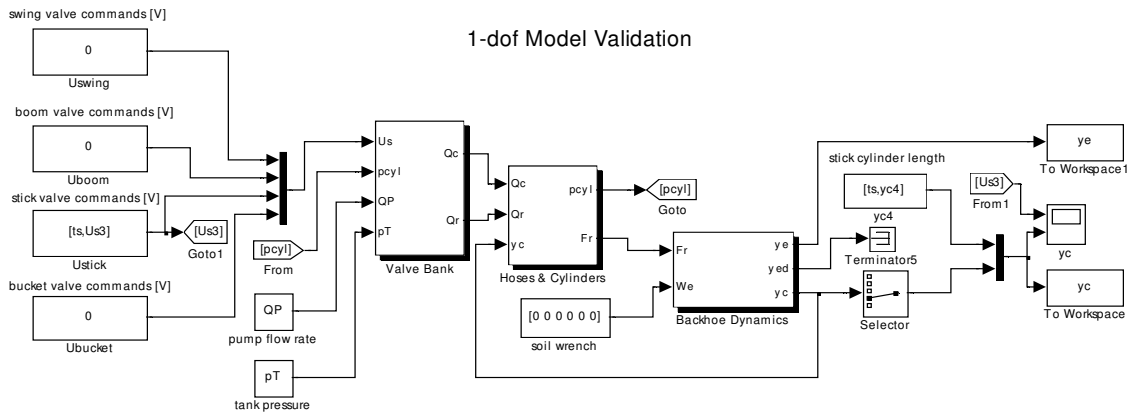 1-dof Model Validation
swing valve commands [V]
0
Uswing
boom valve commands [V]
0
Uboom
stick valve commands [V]
[ts,Us3]
Ustick
[Us3]
Goto1
bucket valve commands [V]
0
Ubucket
[pcyl]
From
QP
pump flow rate
pT
tank pressure
Us
pcyl
QP
pT
Qc
Qr
Valve Bank
Qc
Qr
yc
pcyl
Fr
Hoses & Cylinders
[pcyl]
Goto
[0 0 0 0 0 0]
soil wrench
Fr
We
ye
yed
yc
Backhoe Dynamics
stick cylinder length
[ts,yc4]
yc4
Terminator5
Selector
[Us3]
From1
ye
To Workspace1
yc
yc
To Workspace